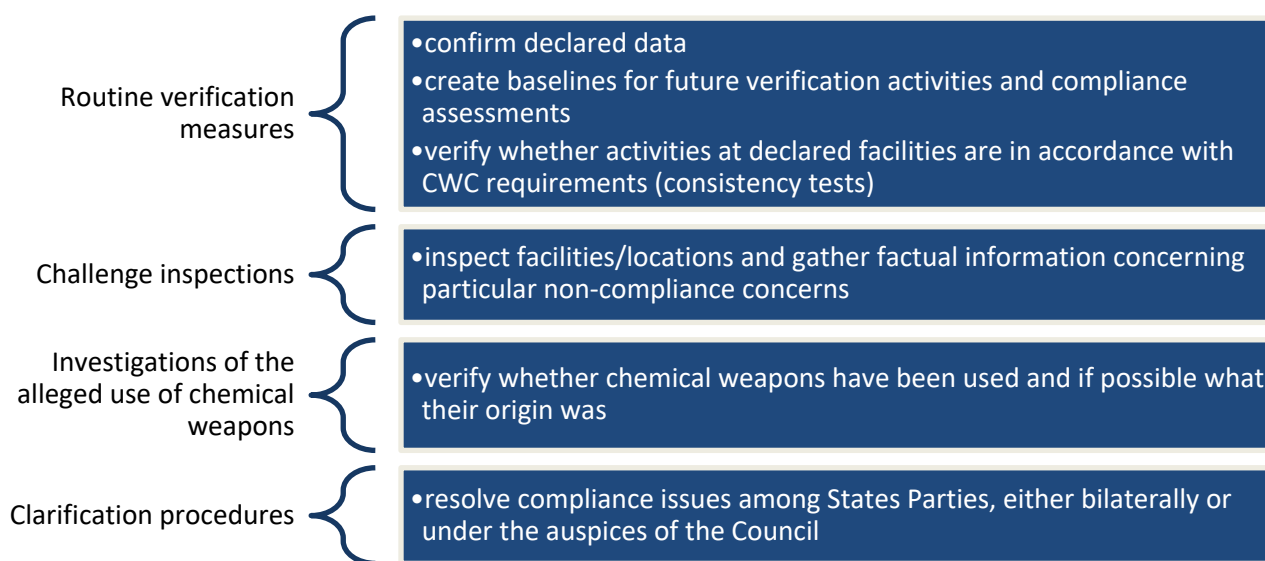 Routine verification
measures
•confirm declared data
•create baselines for future verification activities and compliance
assessments
•verify whether activities at declared facilities are in accordance with
CWC requirements (consistency tests)
Challenge inspections
•inspect facilities/locations and gather factual information concerning
particular non-compliance concerns
Investigations of the
alleged use of chemical
weapons
•verify whether chemical weapons have been used and if possible what
their origin was
Clarification procedures
•resolve compliance issues among States Parties, either bilaterally or
under the auspices of the Council